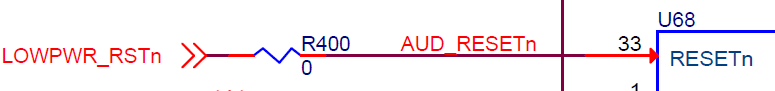 U68
LOWPWR_RSTn
R400
0
AUD_RESETn
33
RESETn
1